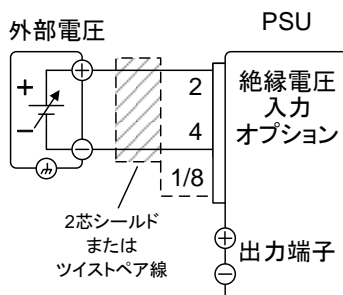 外部電圧
PSU
+
−
+
−
2
4
1/8
絶縁電圧
入力
オプション
2芯シールド
または
ツイストペア線
+
出力端子
−